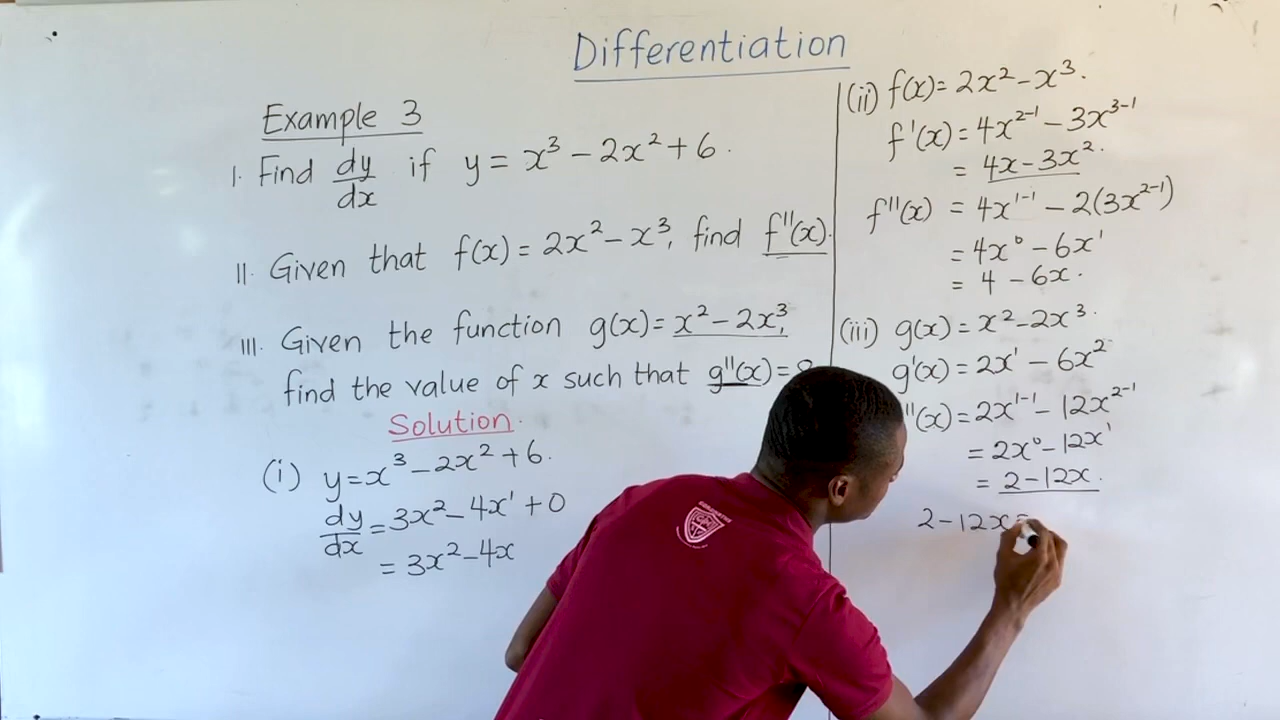 Differentiation
Example 3
I. Find dy/dx if y = x³ - 2x² + 6.
II. Given that f(x) = 2x² - x³, find f''(x).
III. Given the function g(x) = x² - 2x³,
find the value of x such that g''(x) =
Solution.
(i) y = x³ - 2x² + 6.
dy/dx = 3x² - 4x¹ + 0
= 3x² - 4x
(ii) f(x) = 2x² - x³.
f'(x) = 4x²⁻¹ - 3x³⁻¹
= 4x - 3x².
f''(x) = 4x¹⁻¹ - 2(3x²⁻¹)
= 4x⁰ - 6x¹
= 4 - 6x.
(iii) g(x) = x² - 2x³.
g'(x) = 2x¹ - 6x²
''(x) = 2x¹⁻¹ - 12x²⁻¹
= 2x⁰ - 12x¹
= 2 - 12x.
2 - 12x =